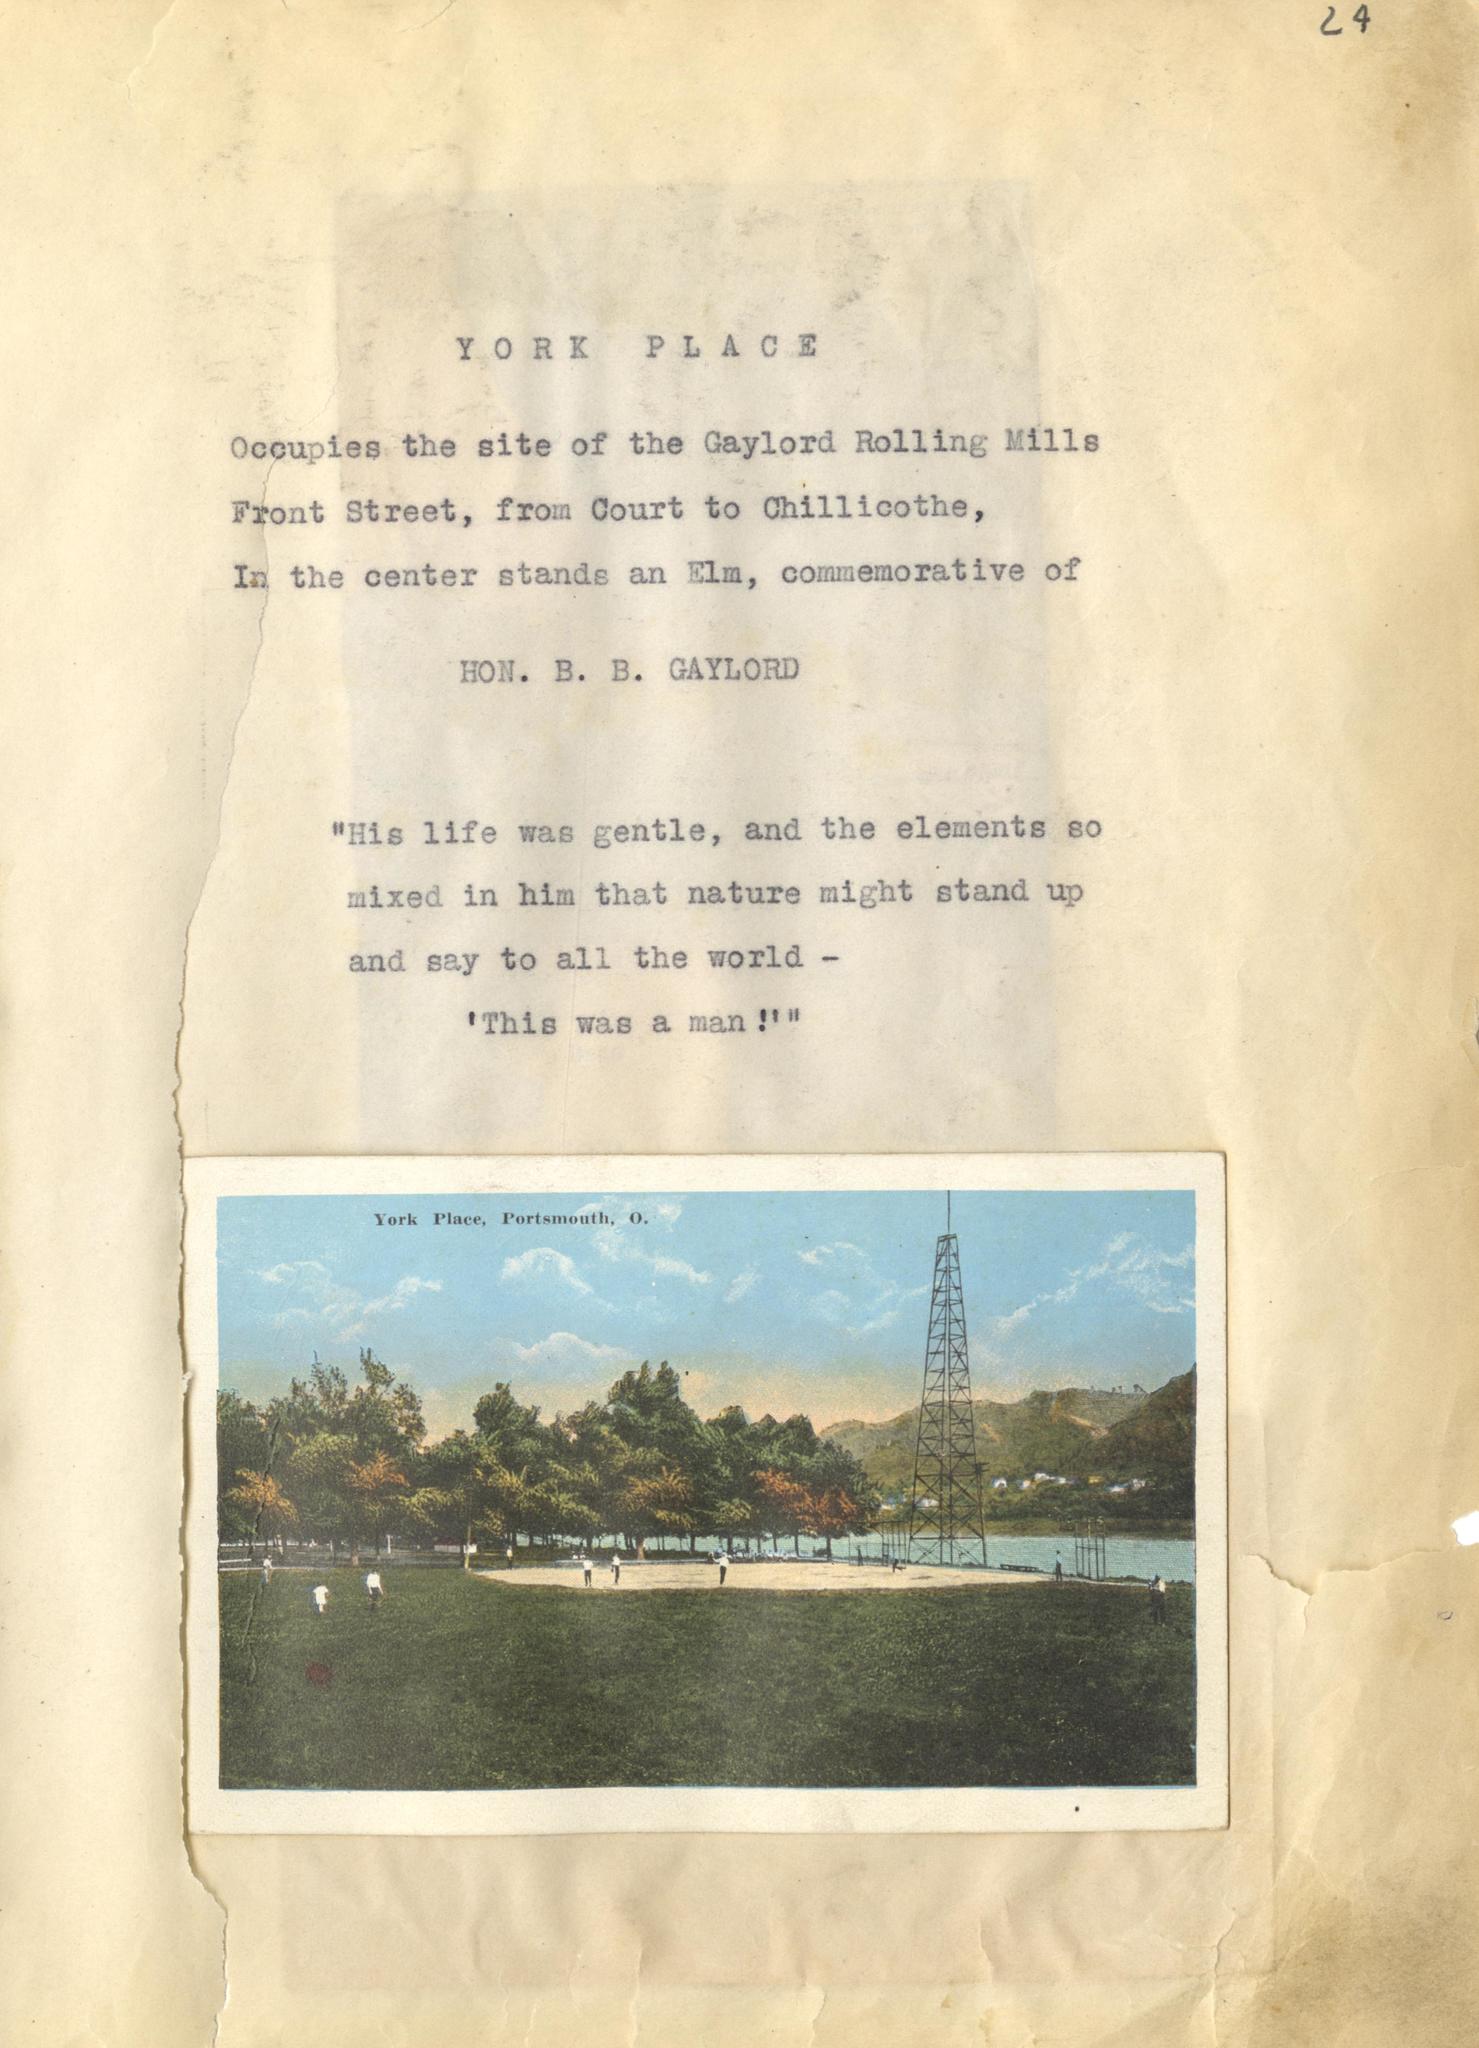 24
YORK PLACE
Occupies the site of the Gaylord Rolling Mills
Front Street, from Court to Chillicothe,
In the center stands an Elm, commemorative of
HON. B. B. GAYLORD
"His life was gentle, and the elements so
mixed in him that nature might stand up
and say to all the world -
'This was a man!'"
York Place, Portsmouth, O.